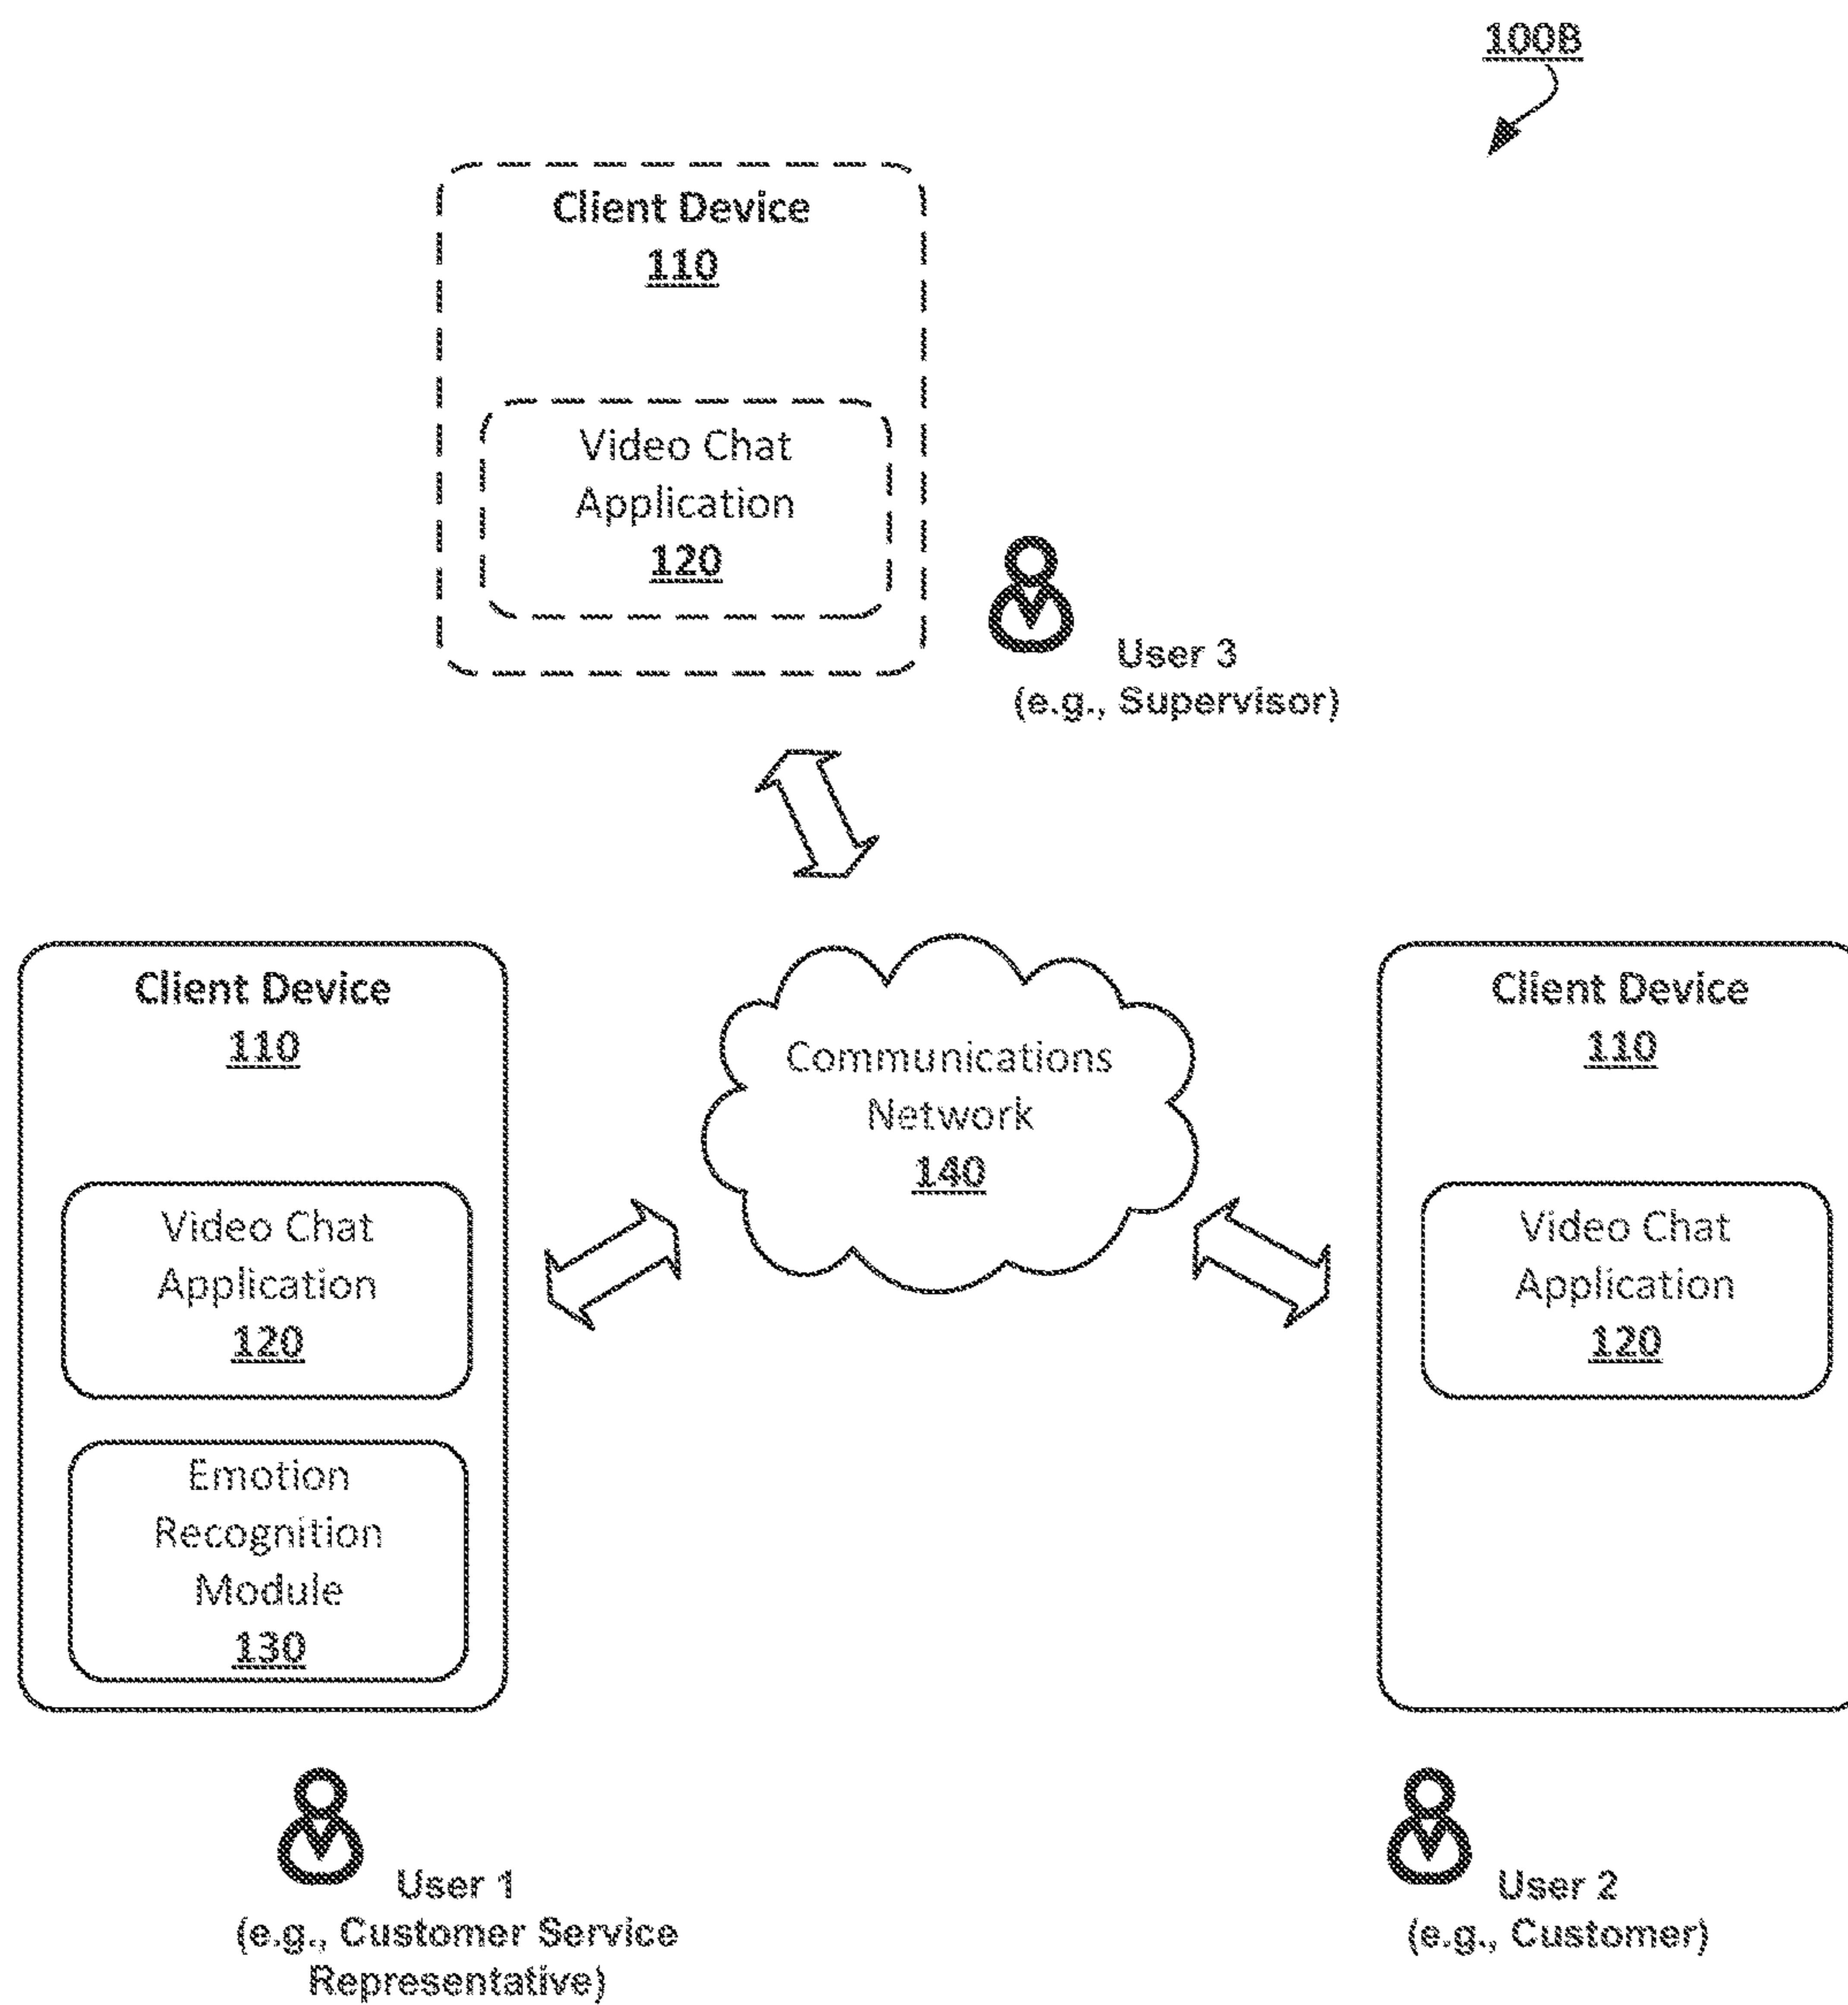 100B
Client Device
110
Video Chat
Application
120
User 3
(e.g., Supervisor)
Client Device
110
Video Chat
Application
120
Emotion
Recognition
Module
130
Communications
Network
140
Client Device
110
Video Chat
Application
120
User 1
(e.g., Customer Service
Representative)
User 2
(e.g., Customer)